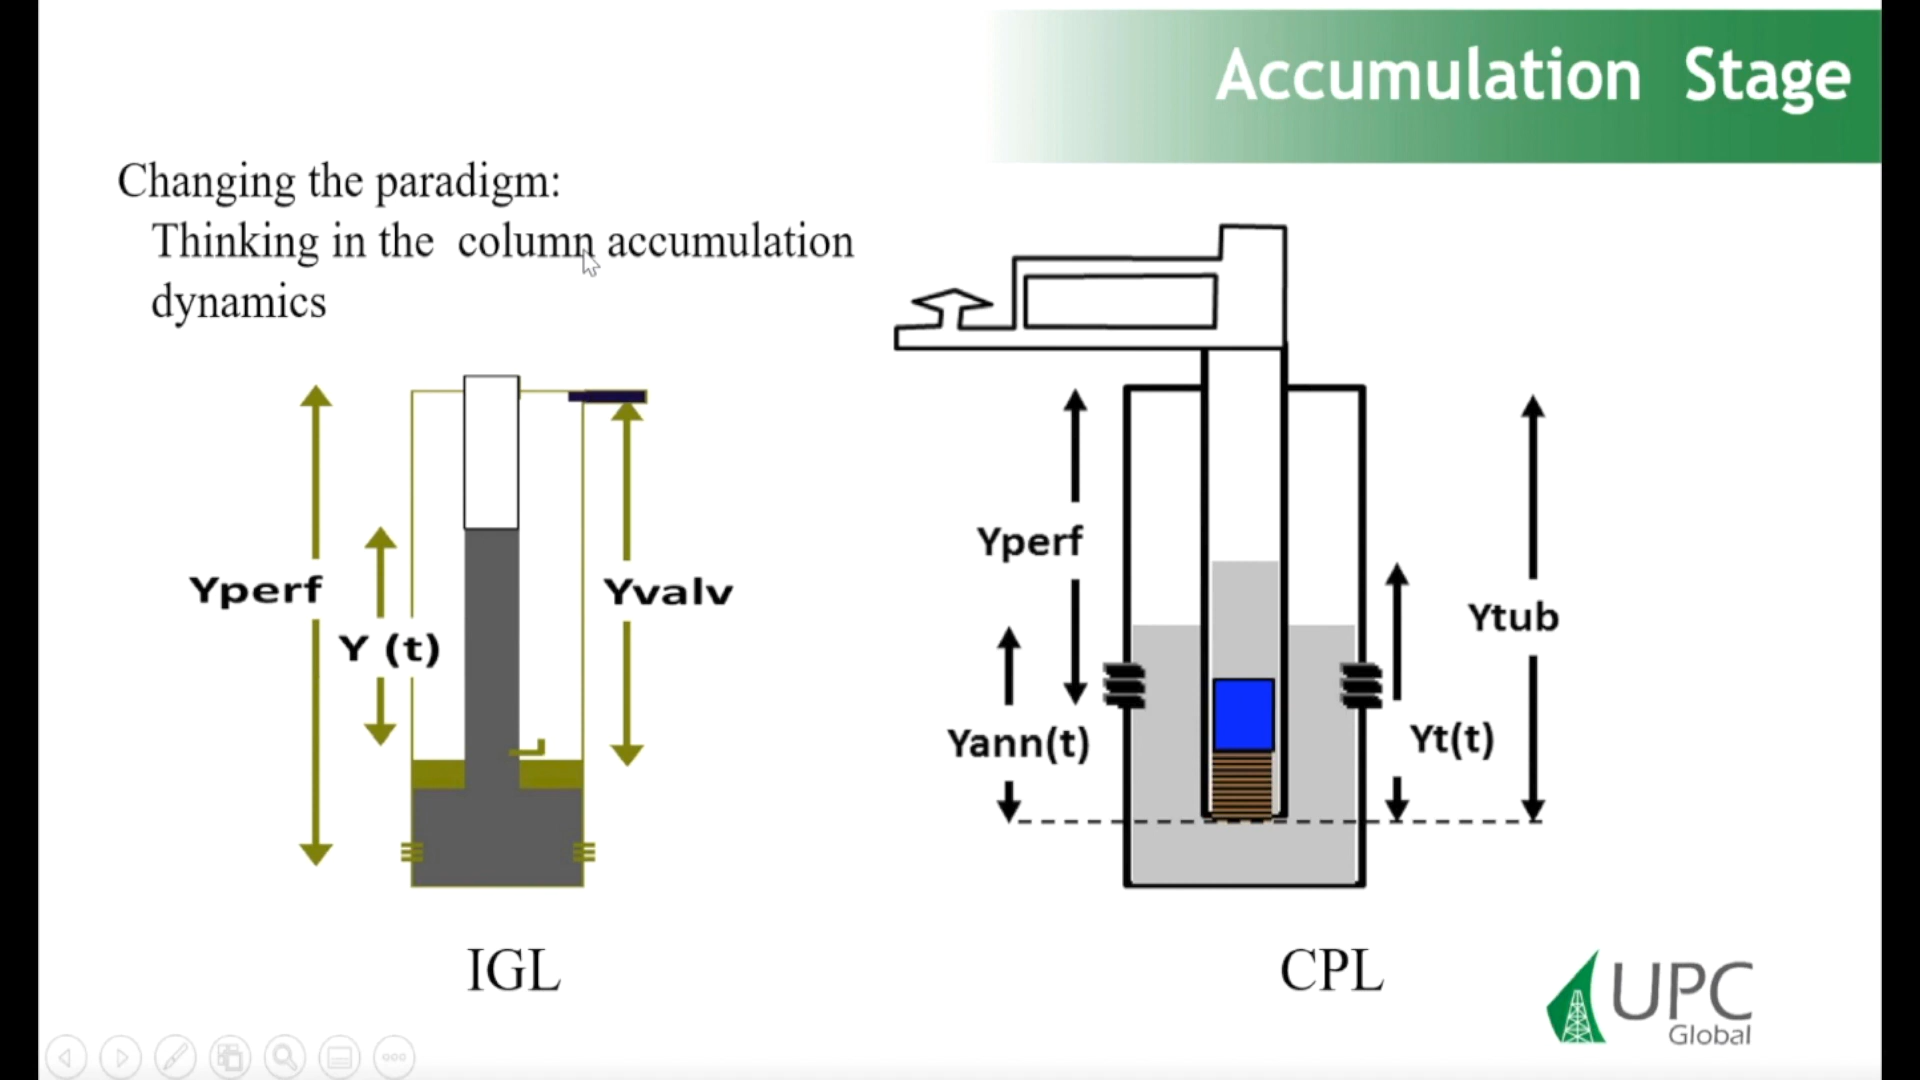 Accumulation Stage
Changing the paradigm:
Thinking in the column accumulation
dynamics
Yperf
Y (t)
Yvalv
IGL
Yperf
Yann(t)
Ytub
Yt(t)
CPL
UPC
Global